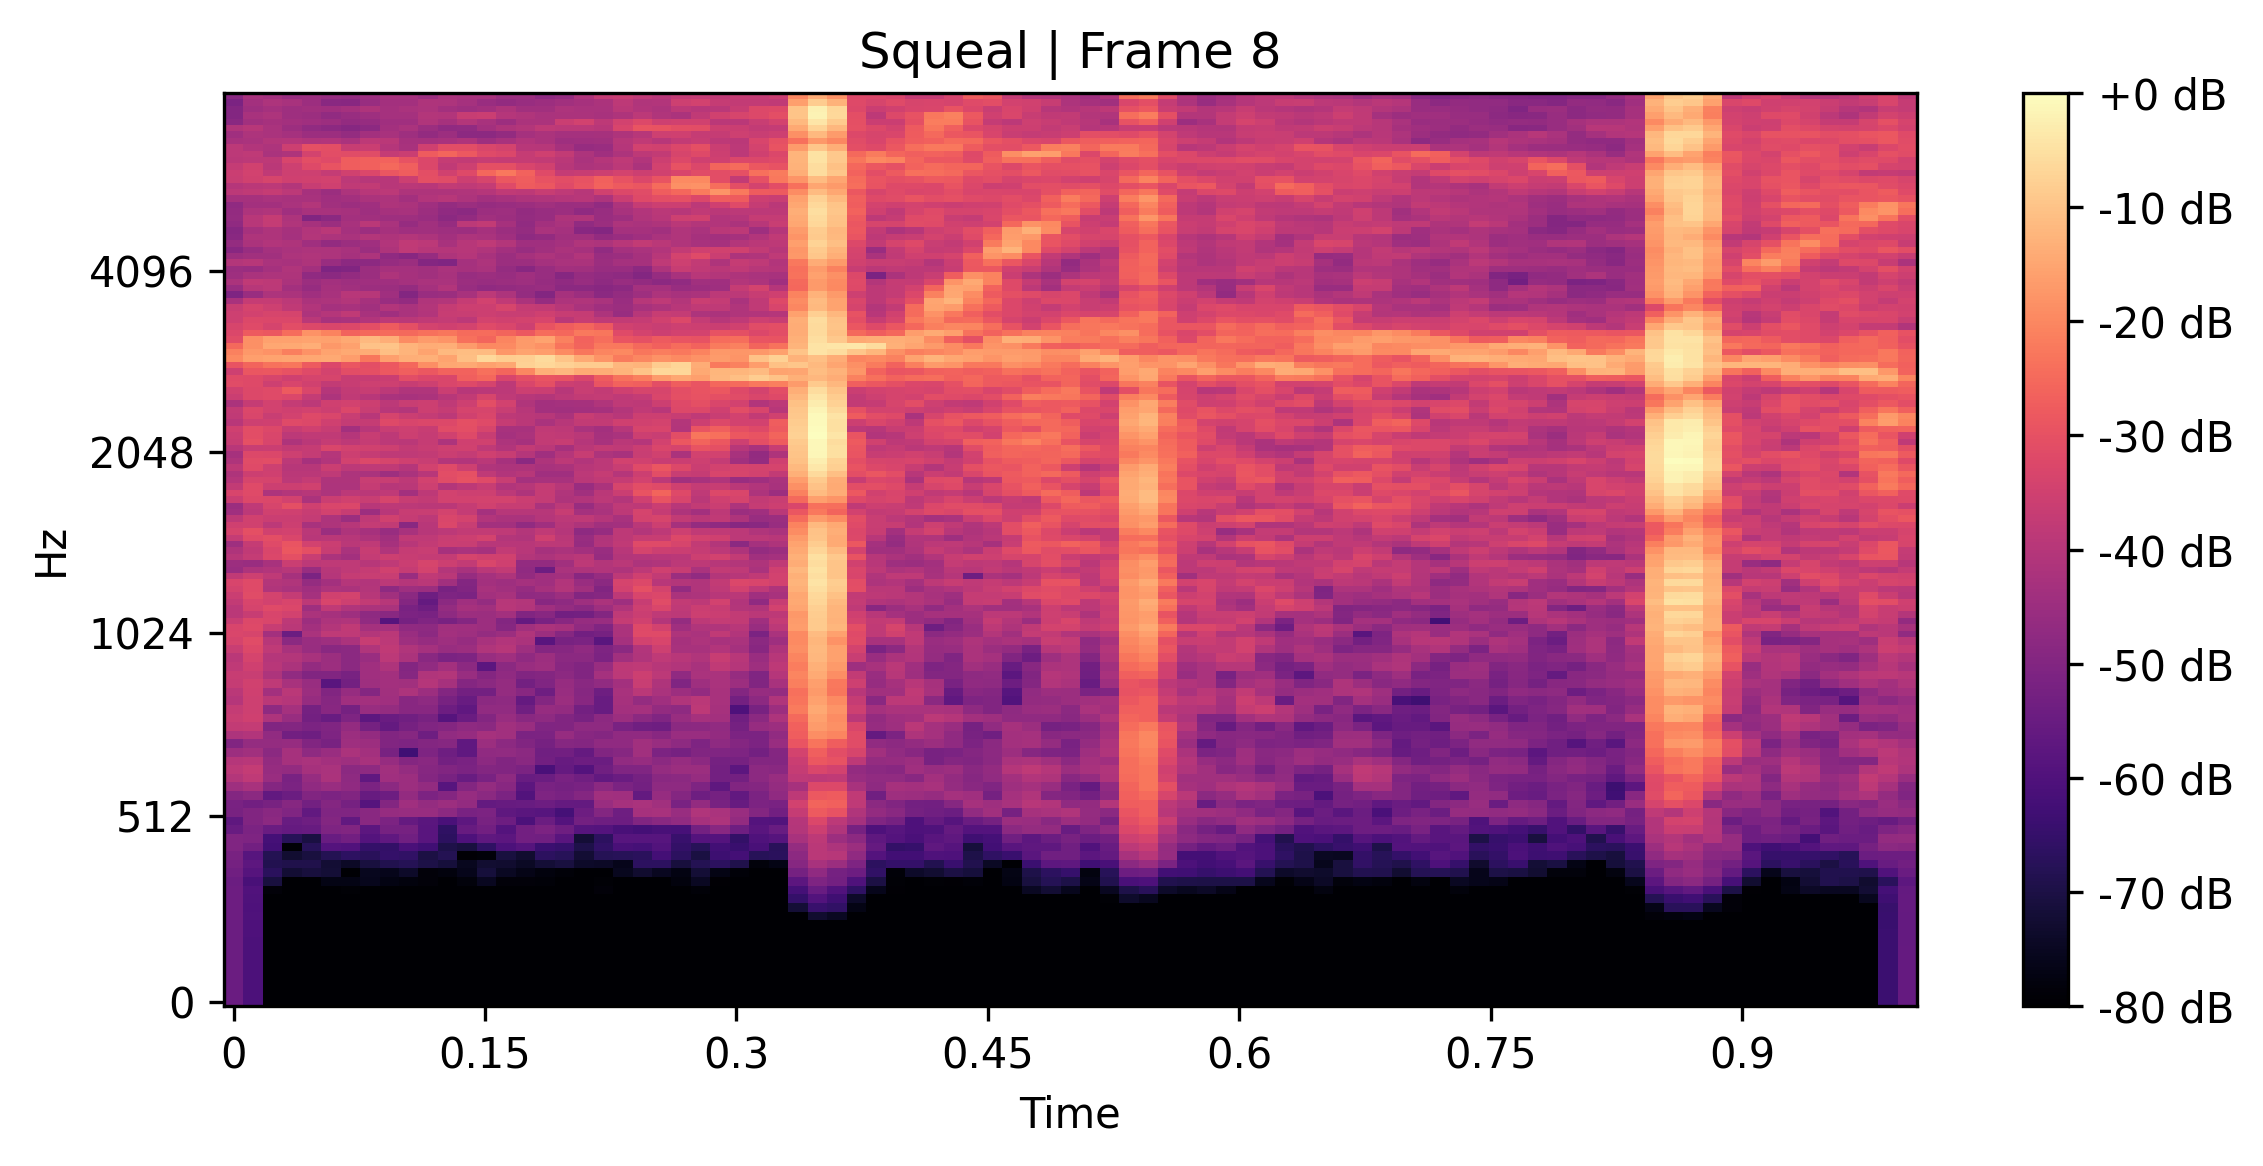 Squeal | Frame 8
+0 dB
-10 dB
-20 dB
-30 dB
-40 dB
-50 dB
-60 dB
-70 dB
-80 dB
Hz
4096
2048
1024
512
0
0 0.15 0.3 0.45 0.6 0.75 0.9
Time